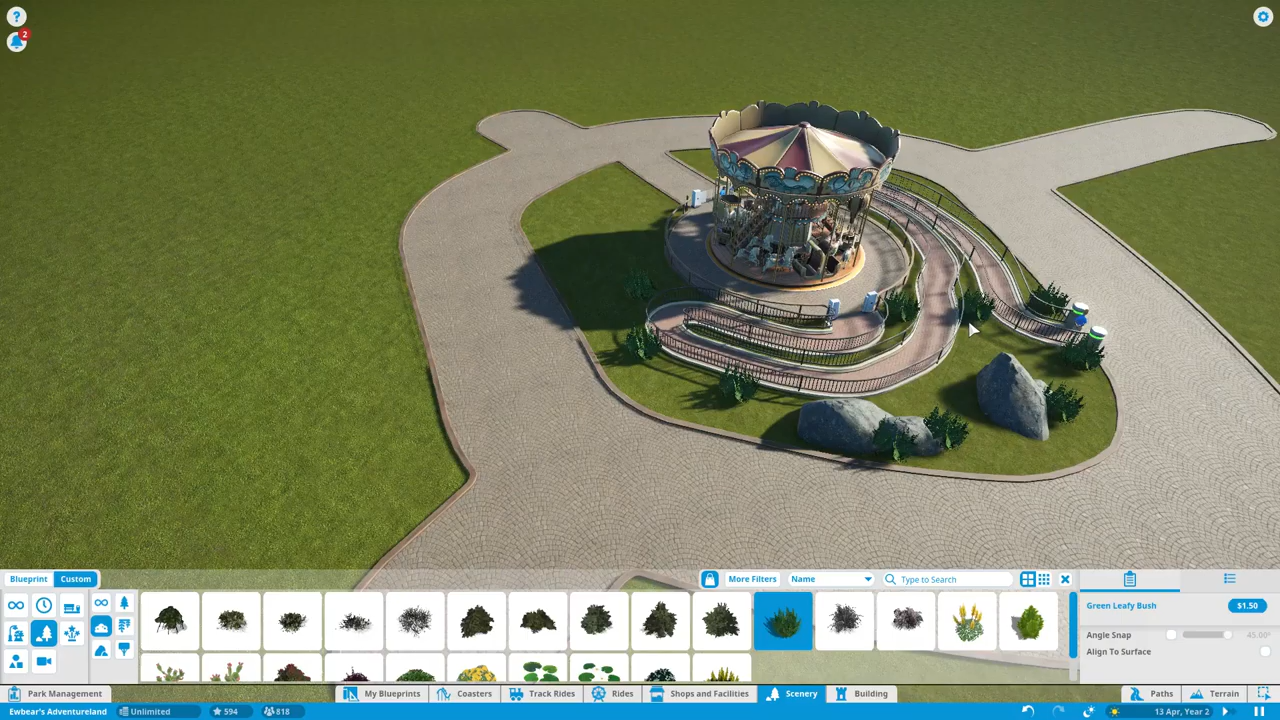 ?
2
Blueprint Custom More Filters Name Type to Search
Green Leafy Bush $1.50
Angle Snap 45.00°
Align To Surface
Park Management My Blueprints Coasters Track Rides Rides Shops and Facilities Scenery Building Paths Terrain
Ewbear's Adventureland Unlimited 594 818 13 Apr, Year 2